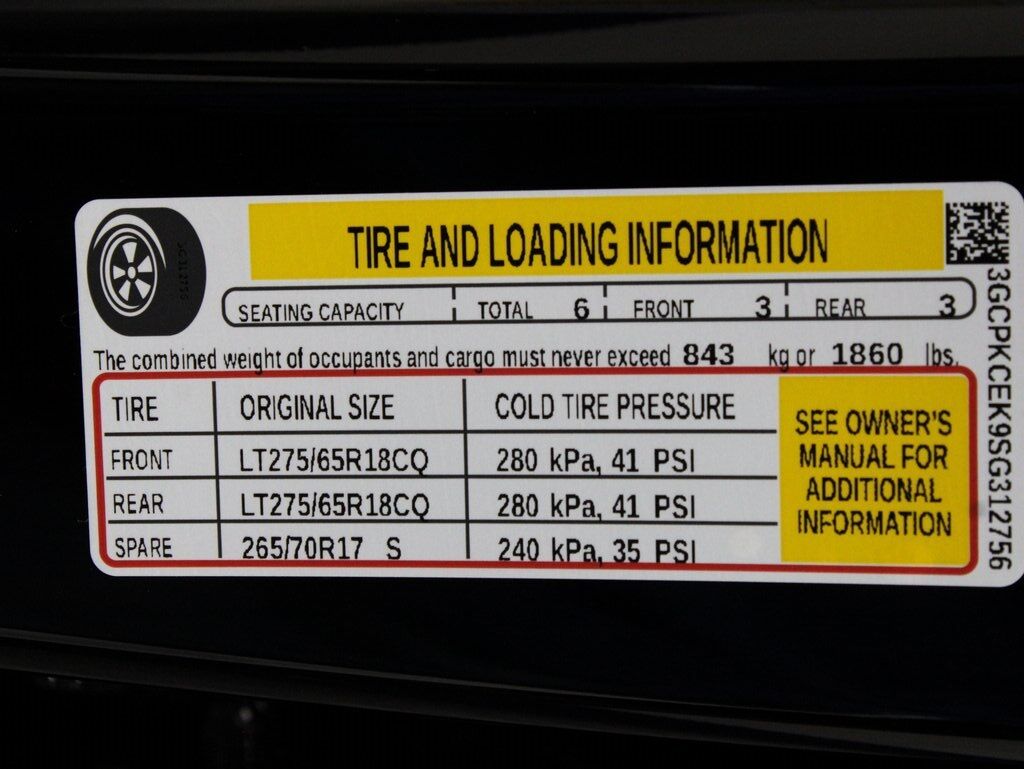 TIRE AND LOADING INFORMATION
SEATING CAPACITY TOTAL 6 FRONT 3 REAR 3
The combined weight of occupants and cargo must never exceed 843 kg or 1860 lbs.
TIRE ORIGINAL SIZE COLD TIRE PRESSURE
FRONT LT275/65R18CQ 280 kPa, 41 PSI
REAR LT275/65R18CQ 280 kPa, 41 PSI
SPARE 265/70R17 S 240 kPa, 35 PSI
SEE OWNER'S
MANUAL FOR
ADDITIONAL
INFORMATION
3GCPKCEK9SG312756